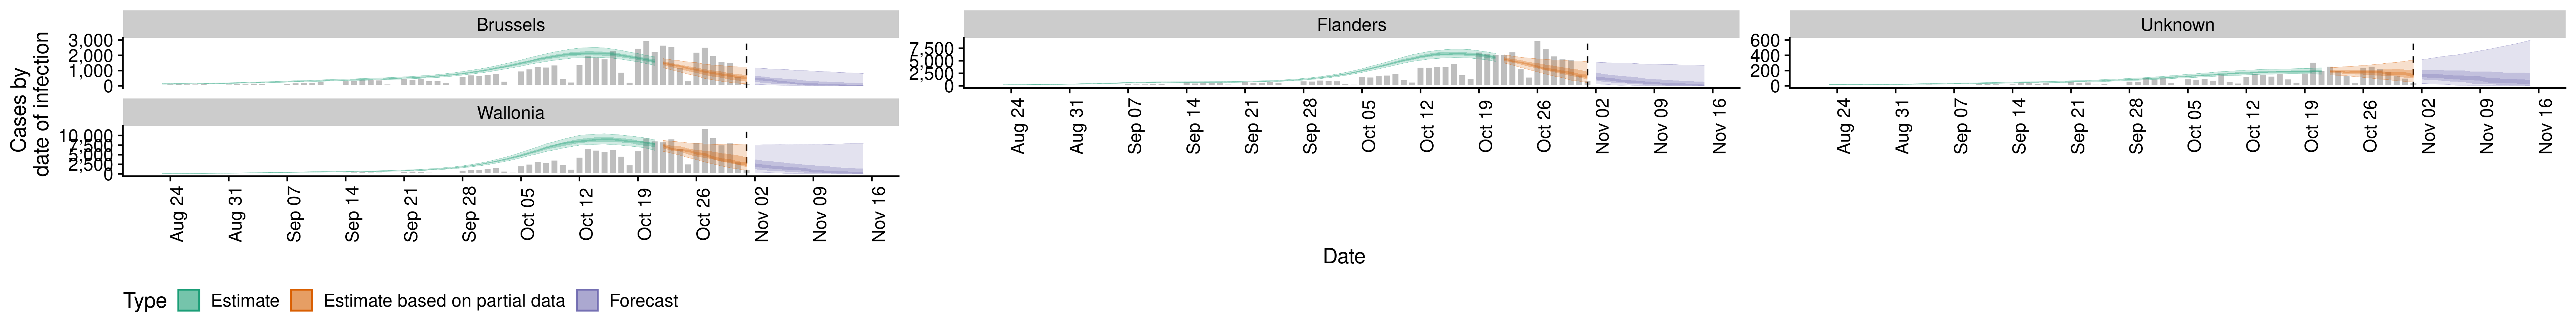 Brussels
Flanders
Unknown
Cases by
date of infection
3,000
2,000
1,000
0
7,500
2,500
0
600
400
200
0
Aug 24 Aug 31 Sep 07 Sep 14 Sep 21 Sep 28 Oct 05 Oct 12 Oct 19 Oct 26 Nov 02 Nov 09 Nov 16
Aug 24 Aug 31 Sep 07 Sep 14 Sep 21 Sep 28 Oct 05 Oct 12 Oct 19 Oct 26 Nov 02 Nov 09 Nov 16
Wallonia
10,000
7,500
2,500
0
Aug 24 Aug 31 Sep 07 Sep 14 Sep 21 Sep 28 Oct 05 Oct 12 Oct 19 Oct 26 Nov 02 Nov 09 Nov 16
Date
Type Estimate Estimate based on partial data Forecast